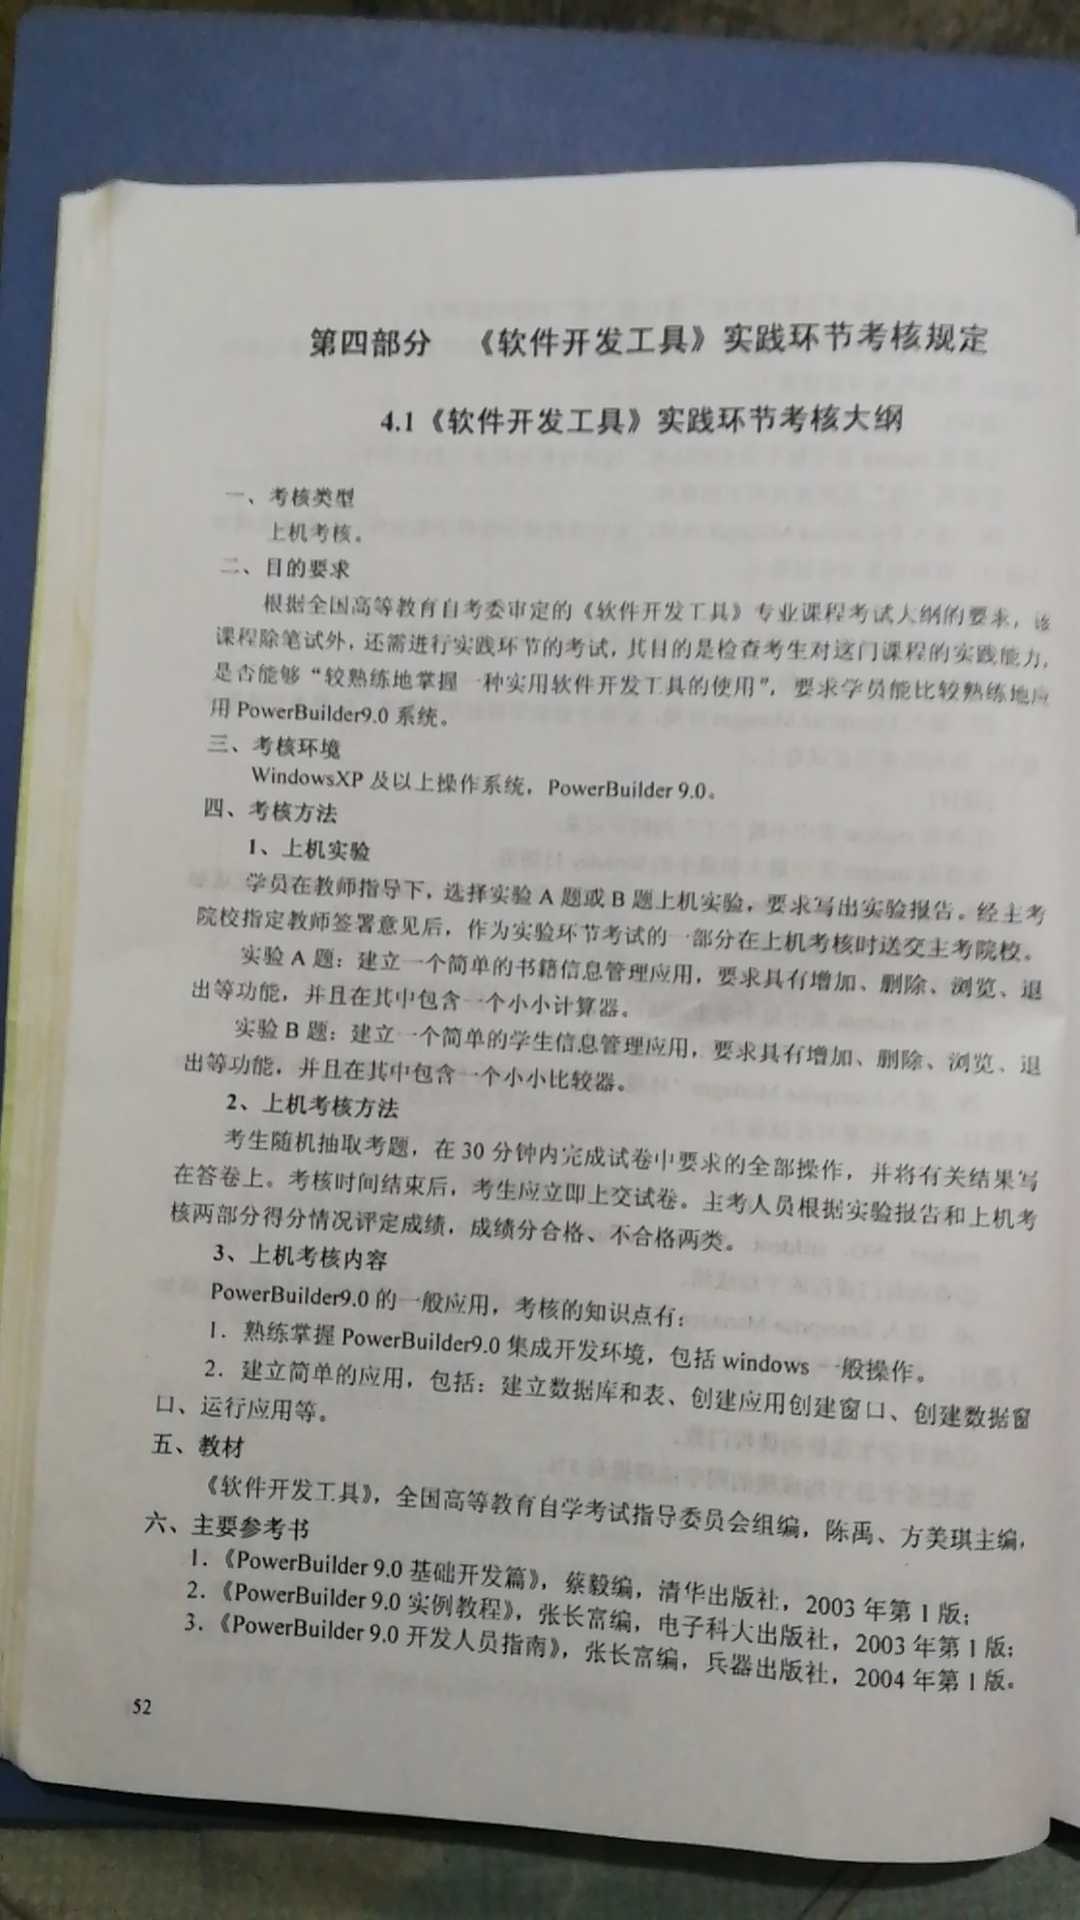 第四部分 《软件开发工具》实践环节考核规定
4.1《软件开发工具》实践环节考核大纲
一、考核类型
上机考核。
二、目的要求
根据全国高等教育自考委审定的《软件开发工具》专业课程考试大纲的要求，该
课程除笔试外，还需进行实践环节的考试，其目的是检查考生对这门课程的实践能力，
是否能够“较熟练地掌握一种实用软件开发工具的使用”，要求学员能比较熟练地应
用 PowerBuilder9.0 系统。
三、考核环境
WindowsXP 及以上操作系统，PowerBuilder 9.0。
四、考核方法
1、上机实验
学员在教师指导下，选择实验 A 题或 B 题上机实验，要求写出实验报告。经主考
院校指定教师签署意见后，作为实验环节考试的一部分在上机考核时送交主考院校。
实验 A 题：建立一个简单的书籍信息管理应用，要求具有增加、删除、浏览、退
出等功能，并且在其中包含一个小小计算器。
实验 B 题：建立一个简单的学生信息管理应用，要求具有增加、删除、浏览、退
出等功能，并且在其中包含一个小小比较器。
2、上机考核方法
考生随机抽取考题，在 30 分钟内完成试卷中要求的全部操作，并将有关结果写
在答卷上。考核时间结束后，考生应立即上交试卷。主考人员根据实验报告和上机考
核两部分得分情况评定成绩，成绩分合格、不合格两类。
3、上机考核内容
PowerBuilder9.0 的一般应用，考核的知识点有：
1．熟练掌握 PowerBuilder9.0 集成开发环境，包括 windows 一般操作。
2．建立简单的应用，包括：建立数据库和表、创建应用创建窗口、创建数据窗
口、运行应用等。
五、教材
《软件开发工具》，全国高等教育自学考试指导委员会组编，陈禹、方美琪主编，
六、主要参考书
1.《PowerBuilder 9.0 基础开发篇》，蔡毅编，清华出版社，2003 年第 1 版；
2.《PowerBuilder 9.0 实例教程》，张长富编，电子科大出版社，2003 年第 1 版；
3.《PowerBuilder 9.0 开发人员指南》，张长富编，兵器出版社，2004 年第 1 版。
52